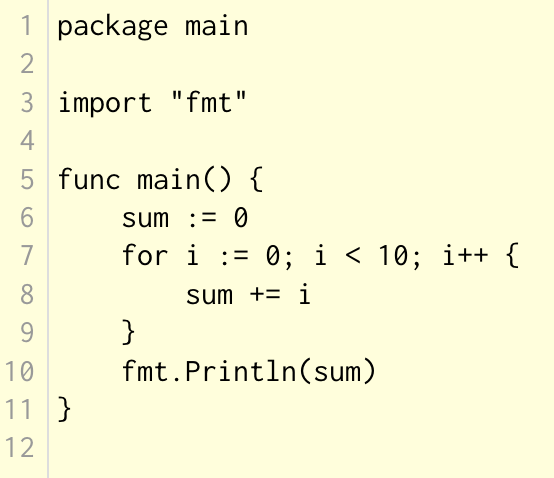 1 package main
2
3 import "fmt"
4
5 func main() {
6     sum := 0
7     for i := 0; i < 10; i++ {
8         sum += i
9     }
10     fmt.Println(sum)
11 }
12